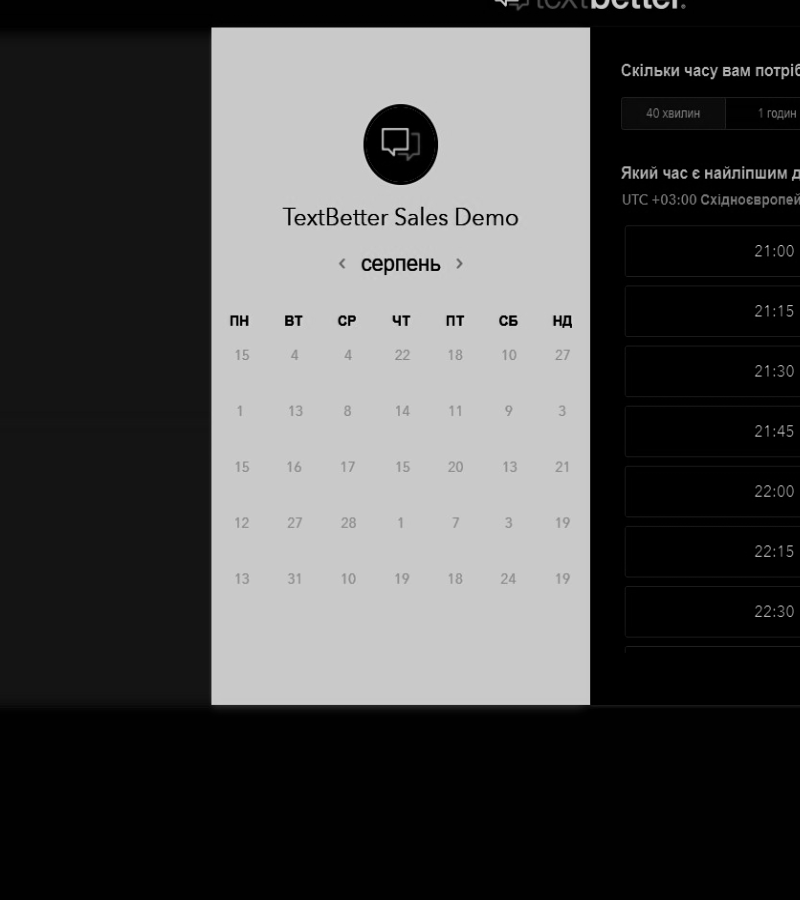 textbetter.
TextBetter Sales Demo
‹ серпень ›
ПН ВТ СР ЧТ ПТ СБ НД
15 4 4 22 18 10 27
1 13 8 14 11 9 3
15 16 17 15 20 13 21
12 27 28 1 7 3 19
13 31 10 19 18 24 19
Скільки часу вам потріб
40 хвилин 1 годин
Який час є найліпшим д
UTC +03:00 Східноєвропей
21:00
21:15
21:30
21:45
22:00
22:15
22:30